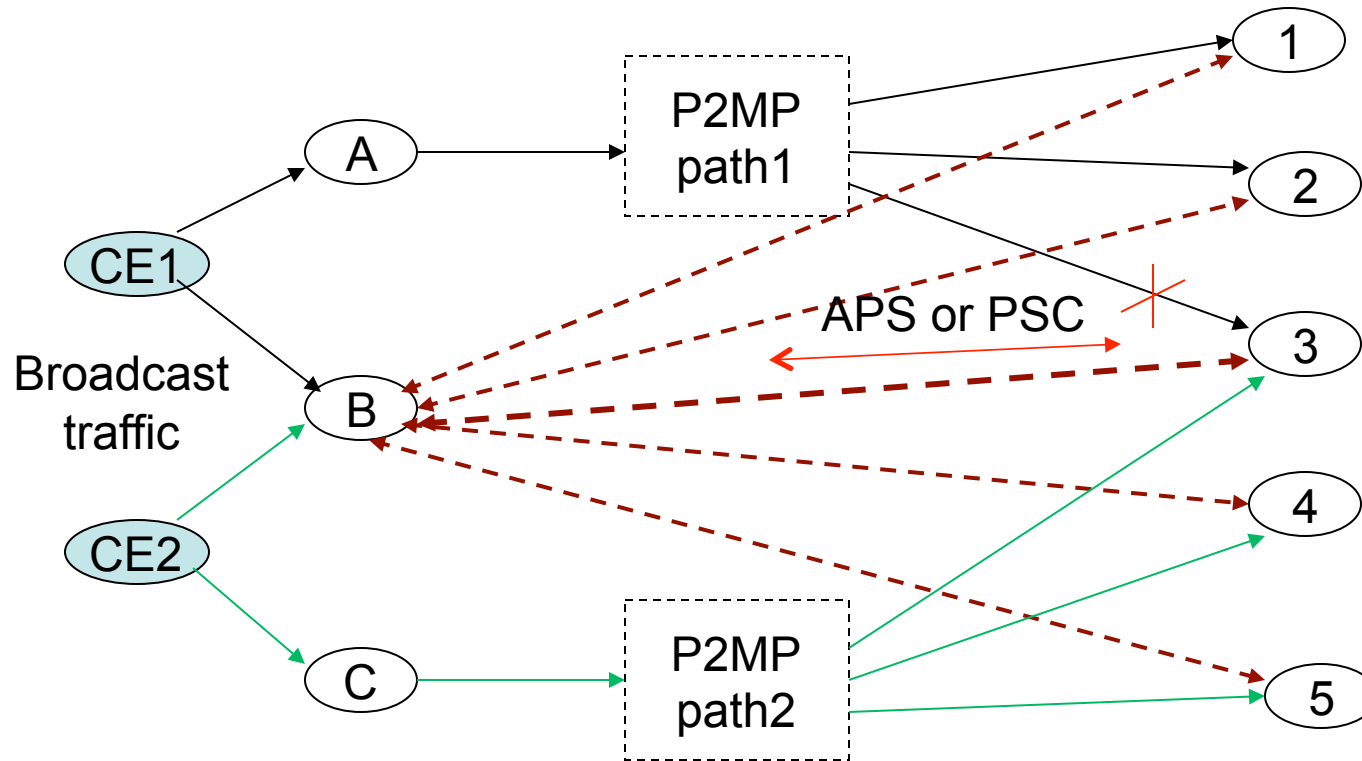 1
P2MP
path1
A
2
CE1
APS or PSC
3
Broadcast
traffic
B
4
CE2
P2MP
path2
C
5